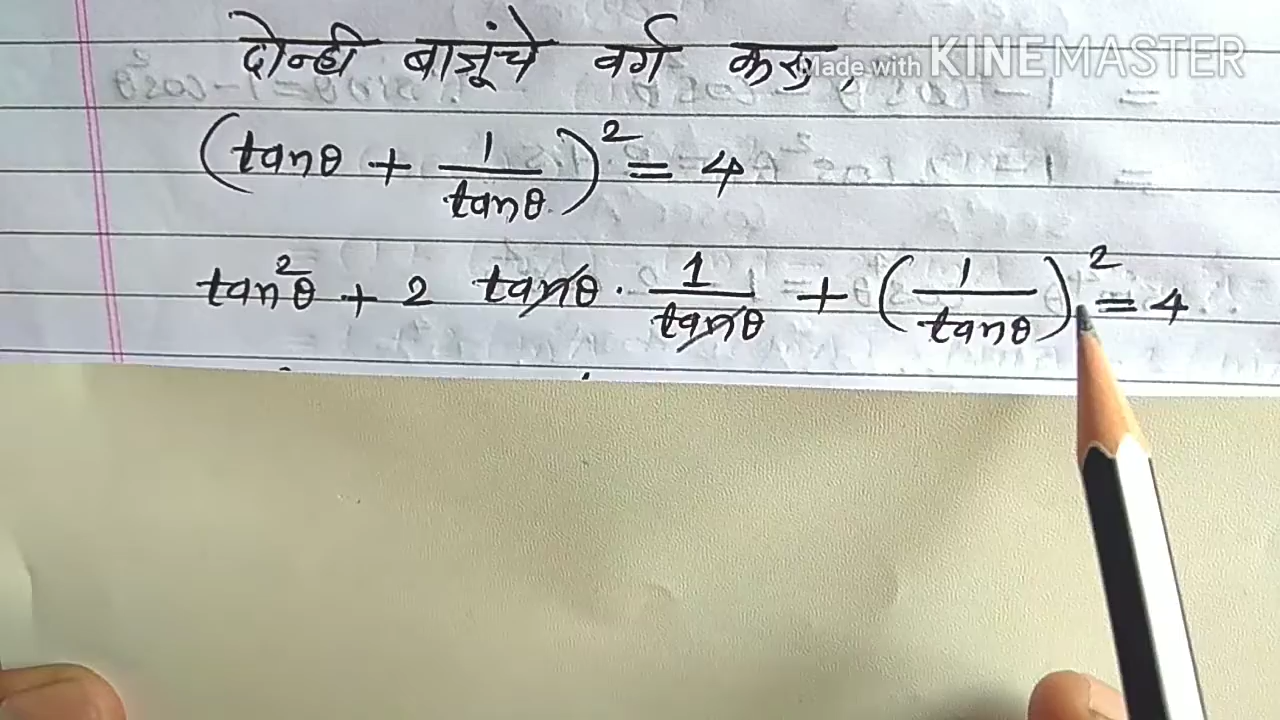 दोन्ही बाजूंचे वर्ग करू,
Made with KINEMASTER
(tanθ + 1/tanθ)² = 4
tan²θ + 2 tanθ · 1/tanθ + (1/tanθ)² = 4